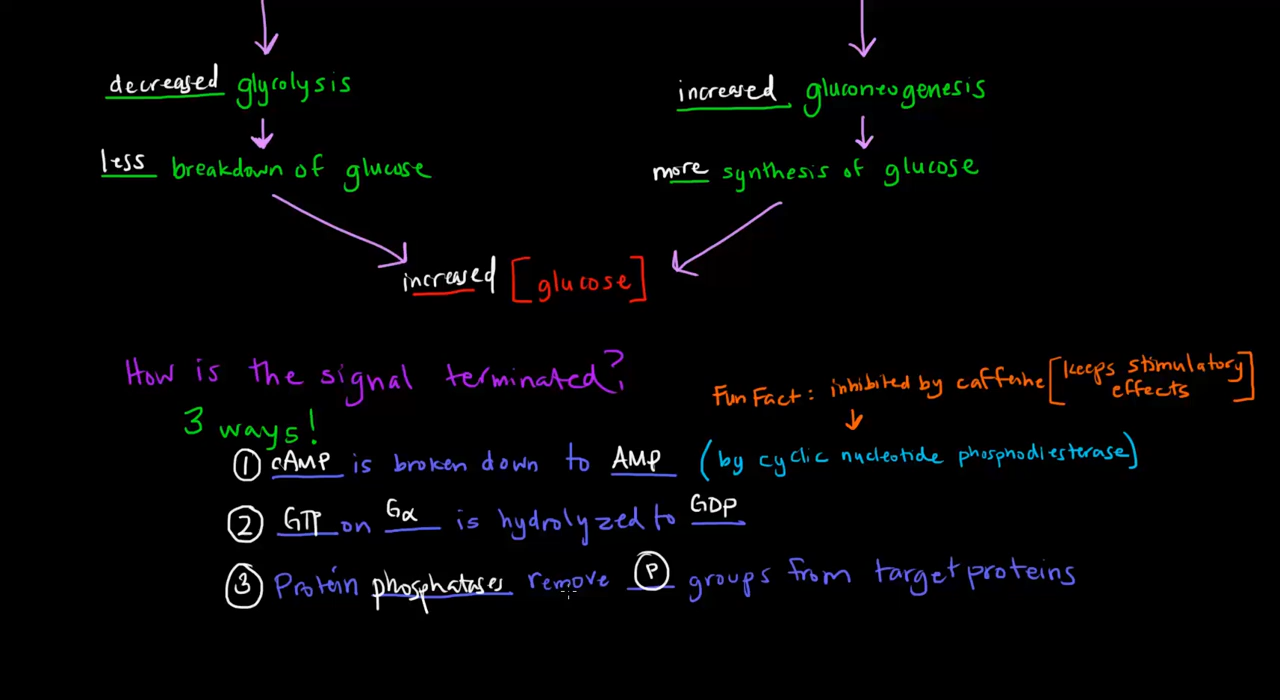 decreased glycolysis
increased gluconeogenesis
less breakdown of glucose
more synthesis of glucose
increased [glucose]
How is the signal terminated?
3 ways!
Fun Fact: inhibited by caffeine [keeps stimulatory effects]
① cAMP is broken down to AMP (by cyclic nucleotide phosphodiesterase)
② GTP on Gα is hydrolyzed to GDP
③ Protein phosphatases remove Ⓟ groups from target proteins